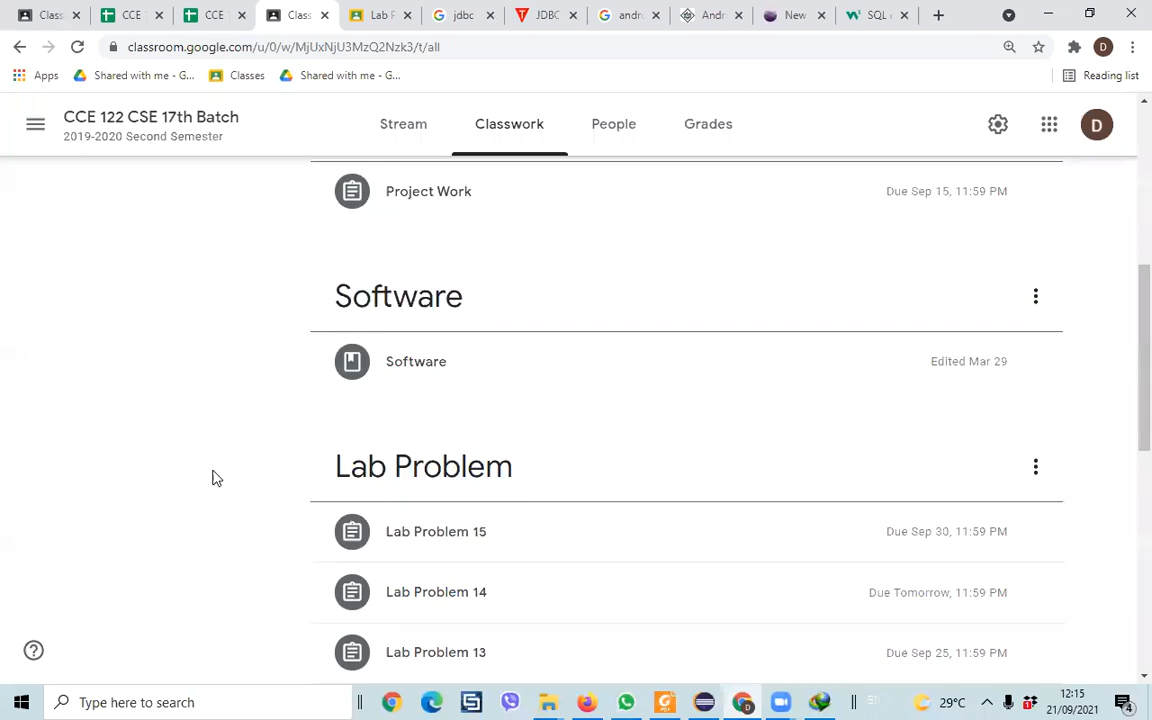 Class
CCE
CCE
Class
Lab P
jdbc
JDBC
andro
Andr
New
SQL
classroom.google.com/u/0/w/MjUxNjU3MzQ2Nzk3/t/all
Apps
Shared with me - G...
Classes
Shared with me - G...
Reading list
CCE 122 CSE 17th Batch
2019-2020 Second Semester
Stream
Classwork
People
Grades
D
D
Project Work
Due Sep 15, 11:59 PM
Software
Software
Edited Mar 29
Lab Problem
Lab Problem 15
Due Sep 30, 11:59 PM
Lab Problem 14
Due Tomorrow, 11:59 PM
Lab Problem 13
Due Sep 25, 11:59 PM
Type here to search
29°C
12:15
21/09/2021
4